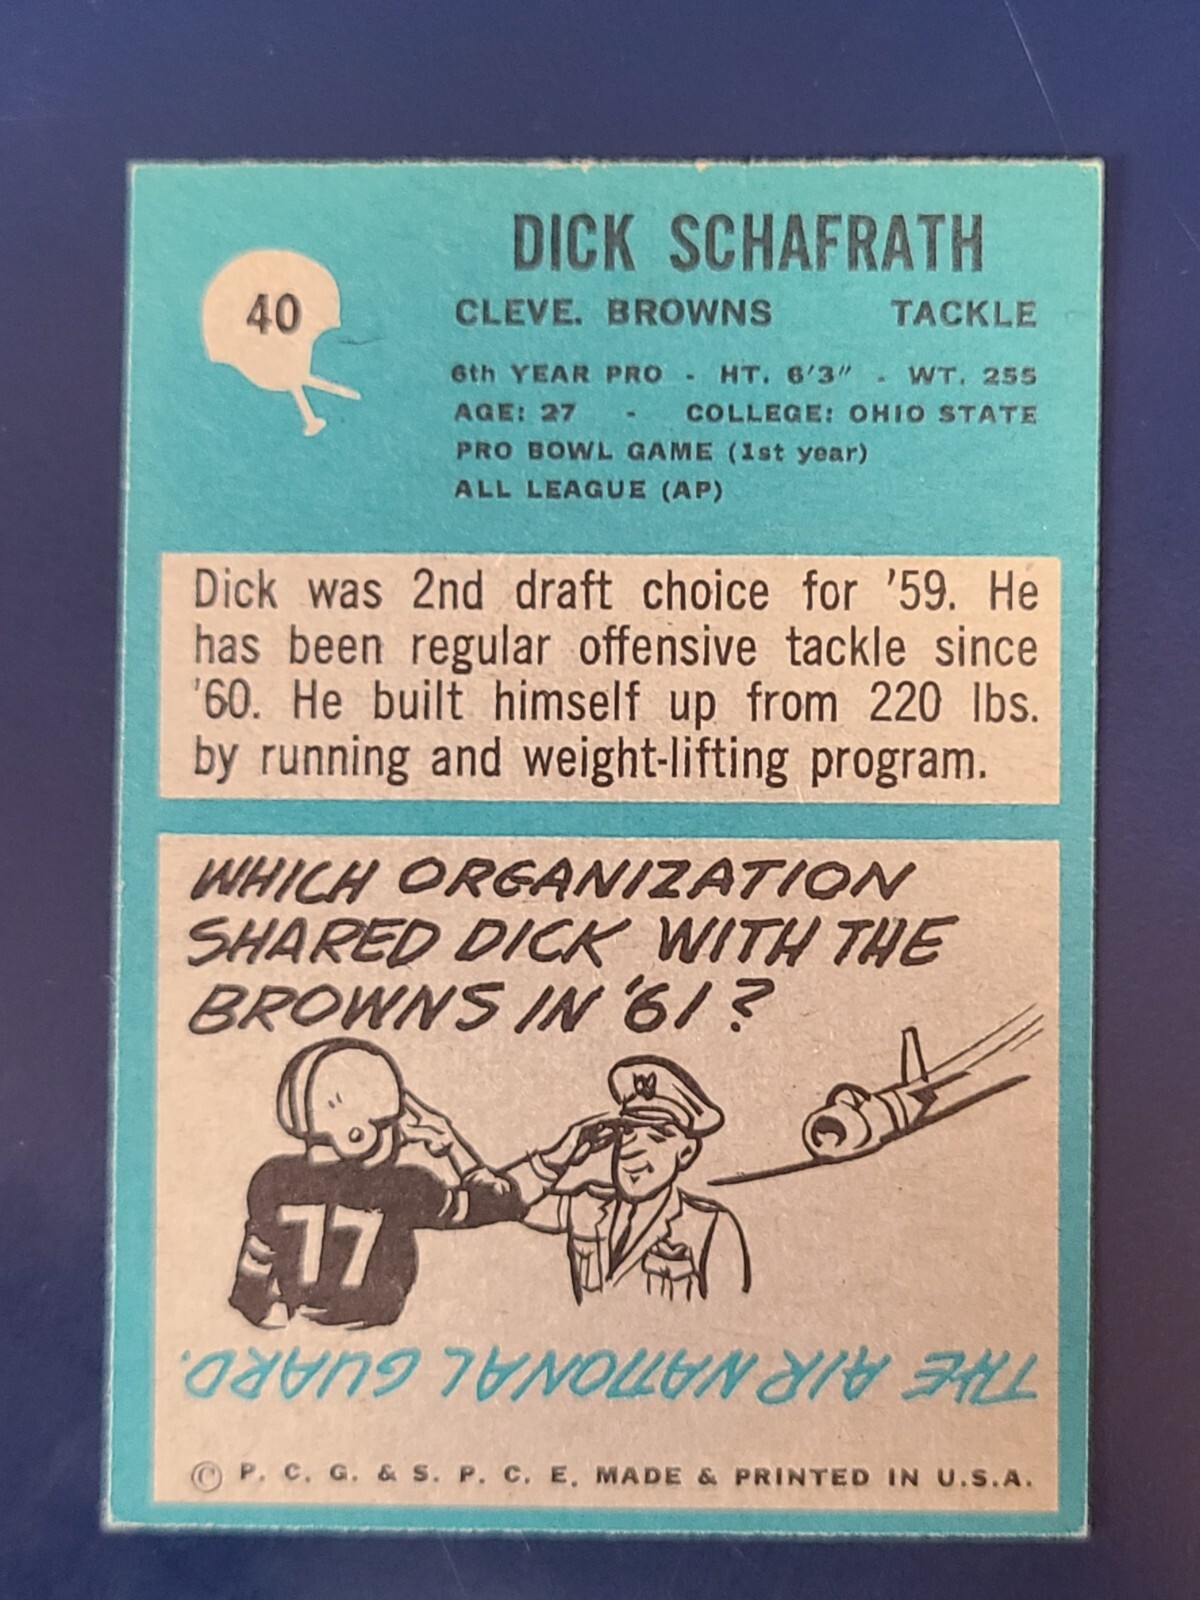 40
DICK SCHAFRATH
CLEVE. BROWNS TACKLE
6th YEAR PRO - HT. 6'3" - WT. 255
AGE: 27 - COLLEGE: OHIO STATE
PRO BOWL GAME (1st year)
ALL LEAGUE (AP)
Dick was 2nd draft choice for '59. He
has been regular offensive tackle since
'60. He built himself up from 220 lbs.
by running and weight-lifting program.
WHICH ORGANIZATION
SHARED DICK WITH THE
BROWNS IN '61?
77
THE AIR NATIONAL GUARD.
© P. C. G. & S. P. C. E. MADE & PRINTED IN U.S.A.